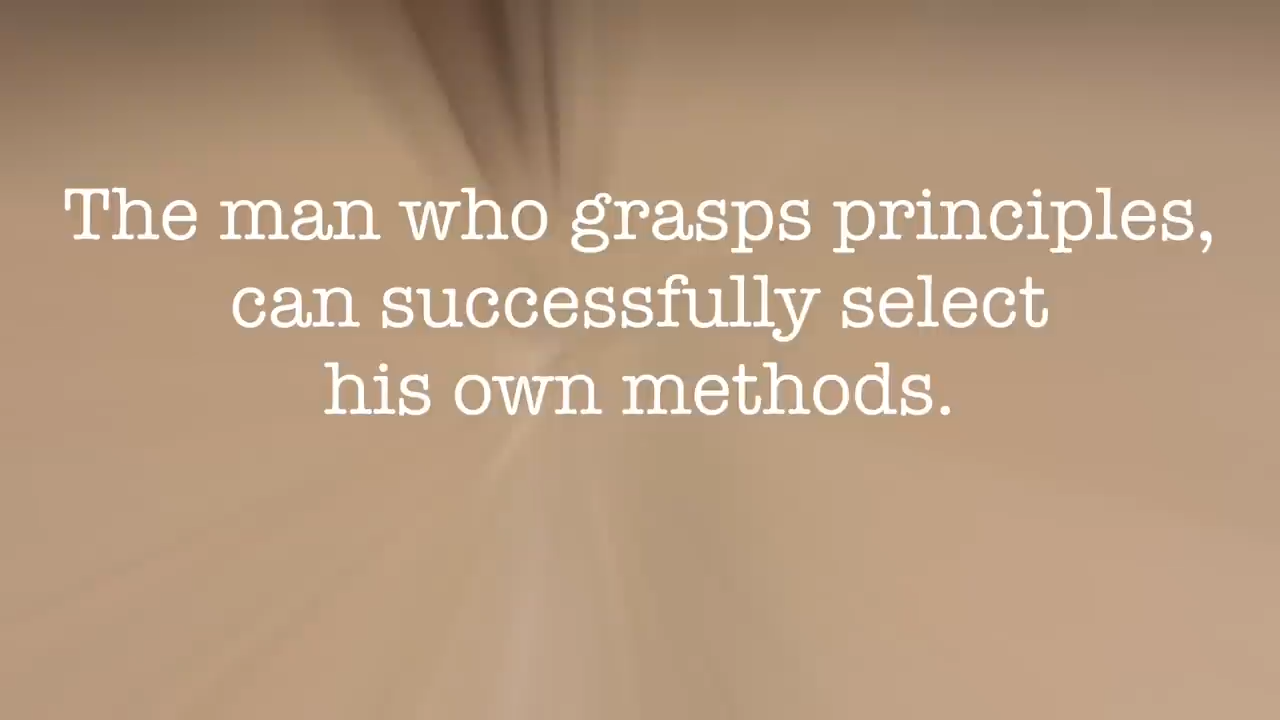 The man who grasps principles,
can successfully select
his own methods.